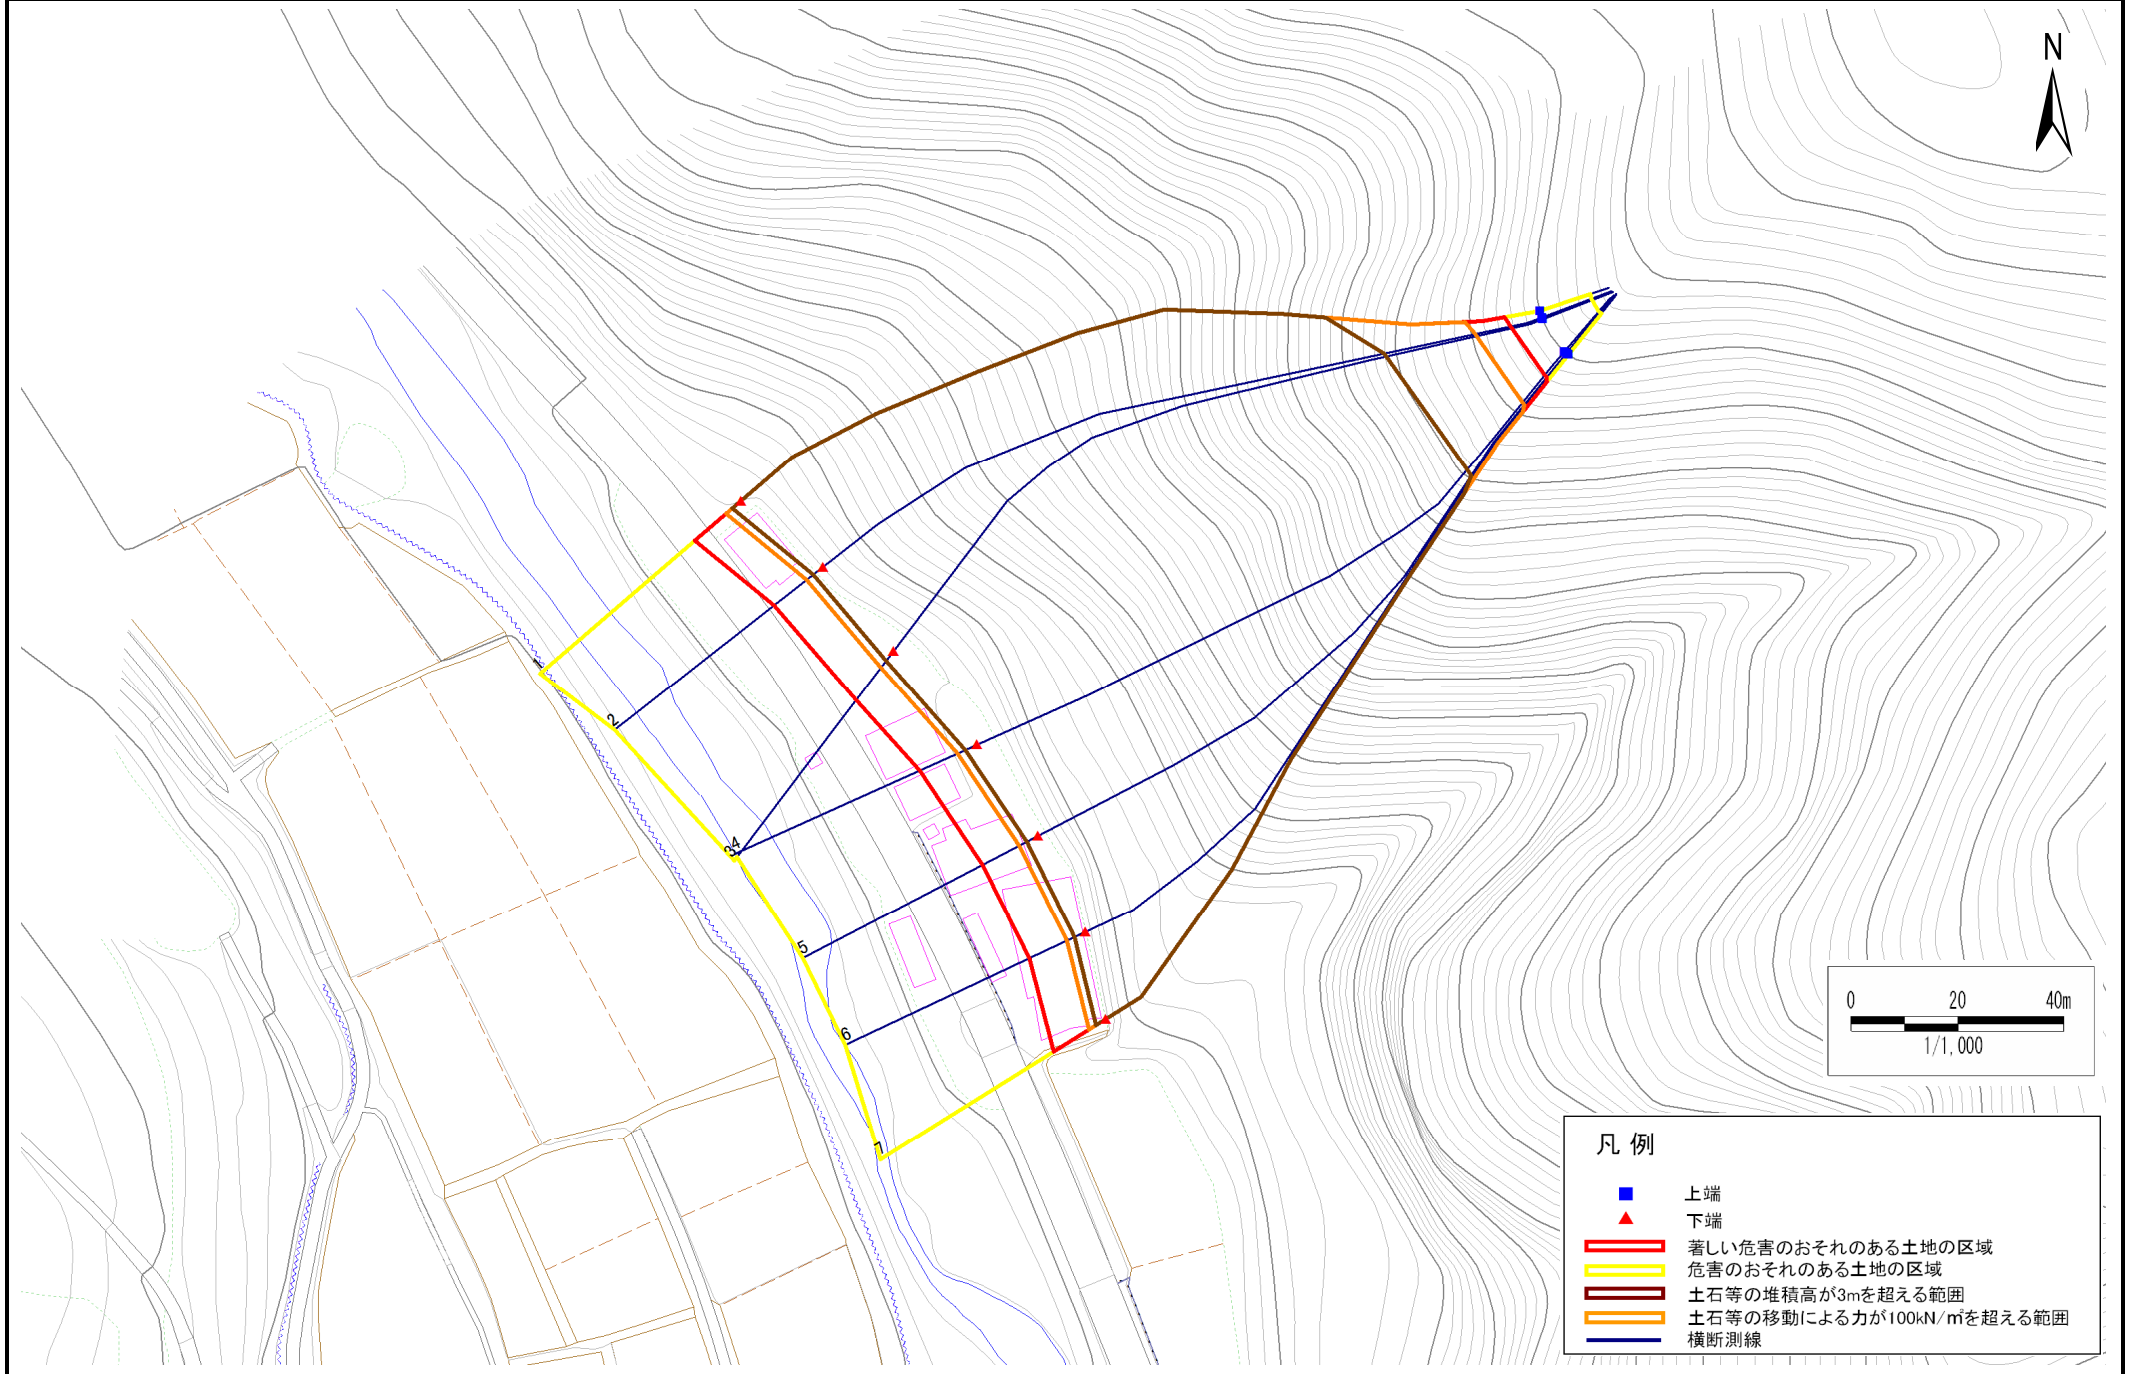 N
1
2
34
5
6
7
0 20 40m
1/1,000
凡 例
上端
下端
著しい危害のおそれのある土地の区域
危害のおそれのある土地の区域
土石等の堆積高が3mを超える範囲
土石等の移動による力が100kN/㎡を超える範囲
横断測線